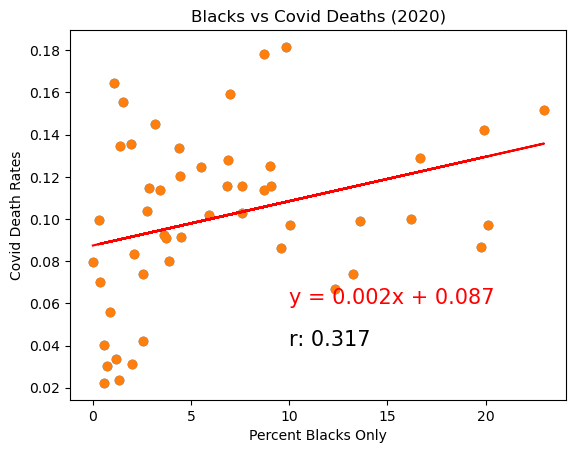 Blacks vs Covid Deaths (2020)
0.18
0.16
0.14
0.12
0.10
0.08
0.06
0.04
0.02
Covid Death Rates
y = 0.002x + 0.087
r: 0.317
0 5 10 15 20
Percent Blacks Only